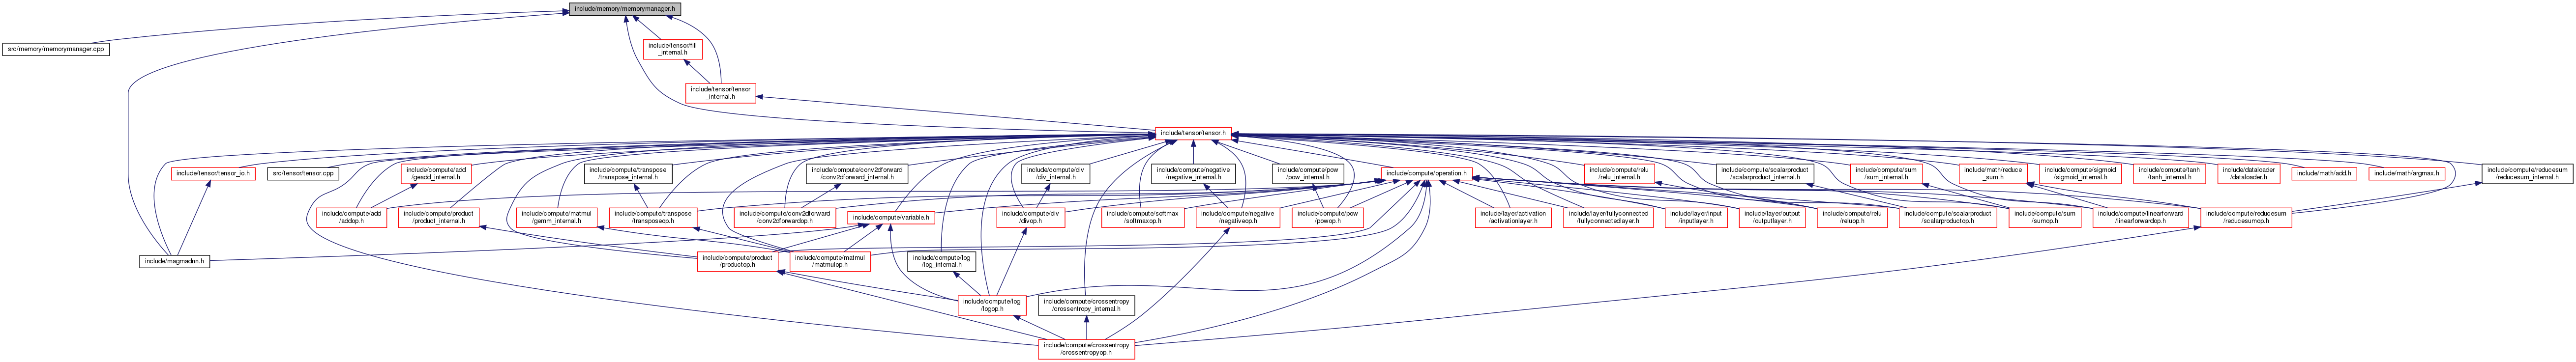 include/memory/memorymanager.h
src/memory/memorymanager.cpp
include/tensor/fill
_internal.h
include/tensor/tensor
_internal.h
include/tensor/tensor.h
include/tensor/tensor_io.h
src/tensor/tensor.cpp
include/compute/add
/geadd_internal.h
include/compute/transpose
/transpose_internal.h
include/compute/conv2dforward
/conv2dforward_internal.h
include/compute/div
/div_internal.h
include/compute/negative
/negative_internal.h
include/compute/pow
/pow_internal.h
include/compute/operation.h
include/compute/relu
/relu_internal.h
include/compute/scalarproduct
/scalarproduct_internal.h
include/compute/sum
/sum_internal.h
include/math/reduce
_sum.h
include/compute/sigmoid
/sigmoid_internal.h
include/compute/tanh
/tanh_internal.h
include/dataloader
/dataloader.h
include/math/add.h
include/math/argmax.h
include/compute/reducesum
/reducesum_internal.h
include/compute/add
/addop.h
include/compute/product
/product_internal.h
include/compute/matmul
/gemm_internal.h
include/compute/transpose
/transposeop.h
include/compute/conv2dforward
/conv2dforwardop.h
include/compute/variable.h
include/compute/div
/divop.h
include/compute/softmax
/softmaxop.h
include/compute/negative
/negativeop.h
include/compute/pow
/powop.h
include/layer/activation
/activationlayer.h
include/layer/fullyconnected
/fullyconnectedlayer.h
include/layer/input
/inputlayer.h
include/layer/output
/outputlayer.h
include/compute/relu
/reluop.h
include/compute/scalarproduct
/scalarproductop.h
include/compute/sum
/sumop.h
include/compute/linearforward
/linearforwardop.h
include/compute/reducesum
/reducesumop.h
include/magmadnn.h
include/compute/product
/productop.h
include/compute/matmul
/matmulop.h
include/compute/log
/log_internal.h
include/compute/log
/logop.h
include/compute/crossentropy
/crossentropy_internal.h
include/compute/crossentropy
/crossentropyop.h